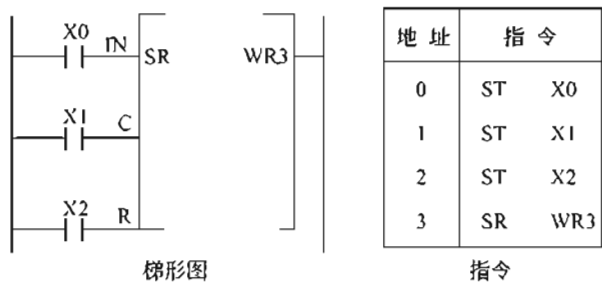 X0 IN
SR WR3
X1 C
X2 R
梯形图
地址 指令
0 ST X0
1 ST X1
2 ST X2
3 SR WR3
指令